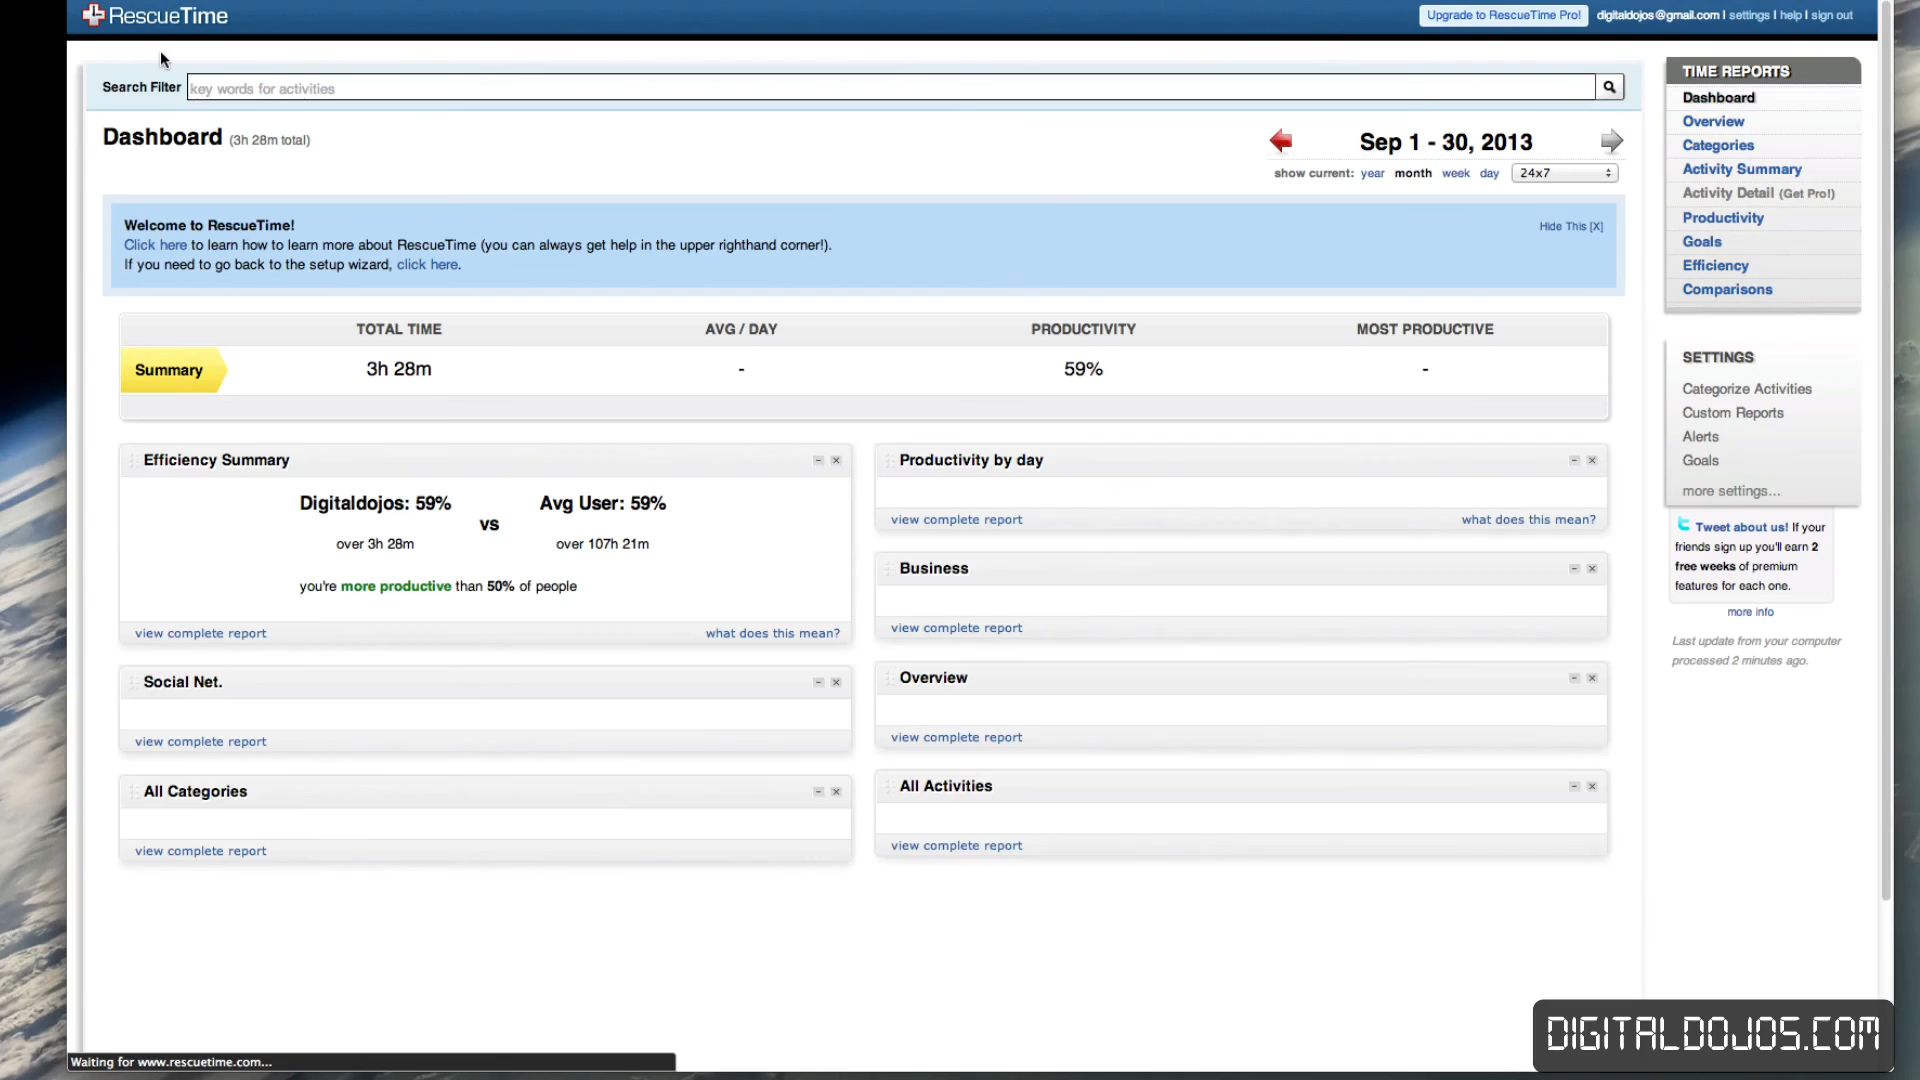 RescueTime
Upgrade to RescueTime Pro! digitaldojos@gmail.com | settings | help | sign out
Search Filter key words for activities
Dashboard (3h 28m total)
Sep 1 - 30, 2013
show current: year month week day 24x7
Welcome to RescueTime!
Hide This [X]
Click here to learn how to learn more about RescueTime (you can always get help in the upper righthand corner!).
If you need to go back to the setup wizard, click here.
TOTAL TIME AVG / DAY PRODUCTIVITY MOST PRODUCTIVE
Summary 3h 28m - 59% -
Efficiency Summary
Digitaldojos: 59% vs Avg User: 59%
over 3h 28m over 107h 21m
you're more productive than 50% of people
view complete report what does this mean?
Social Net.
view complete report
All Categories
view complete report
Productivity by day
view complete report what does this mean?
Business
view complete report
Overview
view complete report
All Activities
view complete report
TIME REPORTS
Dashboard
Overview
Categories
Activity Summary
Activity Detail (Get Pro!)
Productivity
Goals
Efficiency
Comparisons
SETTINGS
Categorize Activities
Custom Reports
Alerts
Goals
more settings...
Tweet about us! If your
friends sign up you'll earn 2
free weeks of premium
features for each one.
more info
Last update from your computer
processed 2 minutes ago.
Waiting for www.rescuetime.com...
DIGITALDOJOS.COM